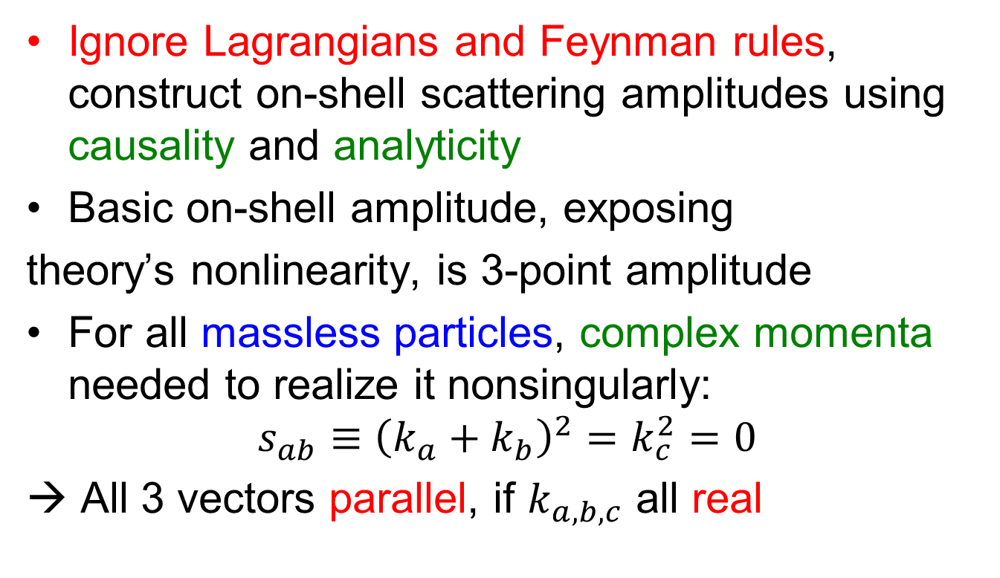 • Ignore Lagrangians and Feynman rules,
construct on-shell scattering amplitudes using
causality and analyticity
• Basic on-shell amplitude, exposing
theory’s nonlinearity, is 3-point amplitude
• For all massless particles, complex momenta
needed to realize it nonsingularly:
$s_{ab} \equiv (k_a + k_b)^2 = k_c^2 = 0$
→ All 3 vectors parallel, if $k_{a,b,c}$ all real